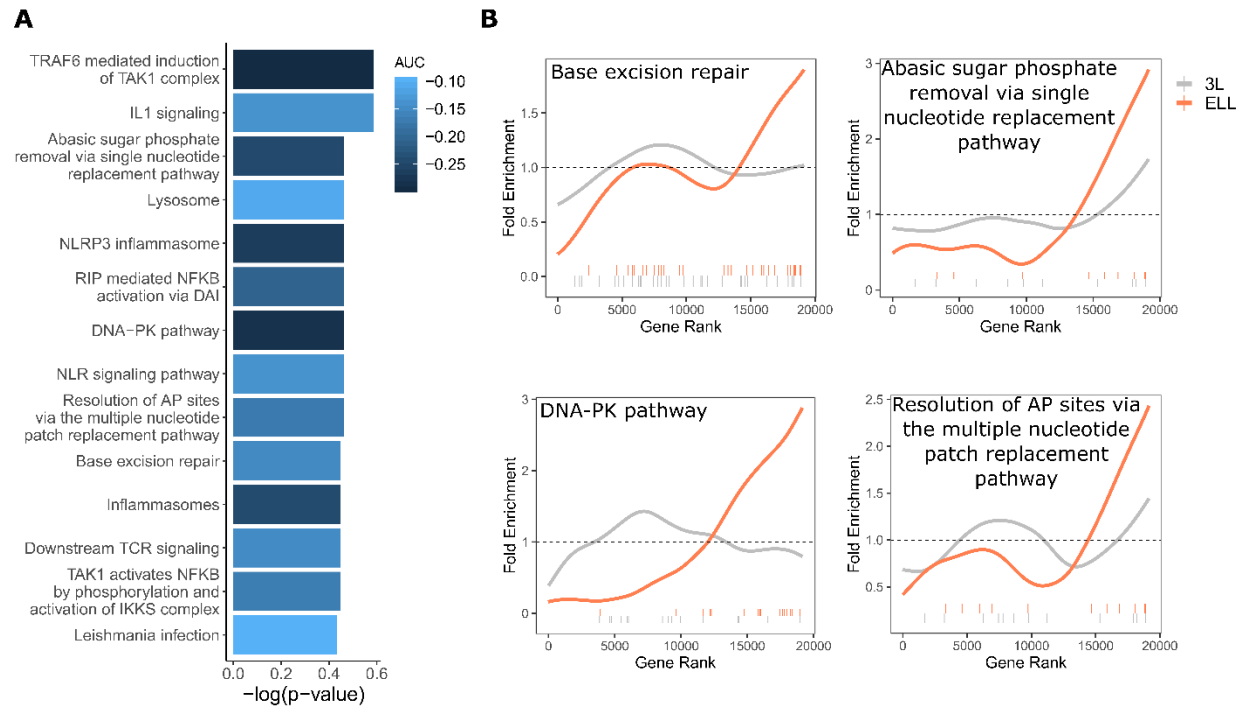 A
TRAF6 mediated induction
of TAK1 complex
IL1 signaling
Abasic sugar phosphate
removal via single nucleotide
replacement pathway
Lysosome
NLRP3 inflammasome
RIP mediated NFKB
activation via DAI
DNA−PK pathway
NLR signaling pathway
Resolution of AP sites
via the multiple nucleotide
patch replacement pathway
Base excision repair
Inflammasomes
Downstream TCR signaling
TAK1 activates NFKB
by phosphorylation and
activation of IKKS complex
Leishmania infection
0.0 0.2 0.4 0.6
−log(p−value)
AUC
−0.10
−0.15
−0.20
−0.25
B
Base excision repair
Fold Enrichment
1.5
1.0
0.5
0.0
0 5000 10000 15000 20000
Gene Rank
Abasic sugar phosphate
removal via single
nucleotide replacement
pathway
Fold Enrichment
3
2
1
0
0 5000 10000 15000 20000
Gene Rank
3L
ELL
DNA-PK pathway
Fold Enrichment
3
2
1
0
0 5000 10000 15000 20000
Gene Rank
Resolution of AP sites via
the multiple nucleotide
patch replacement
pathway
Fold Enrichment
2.5
2.0
1.5
1.0
0.5
0 5000 10000 15000 20000
Gene Rank